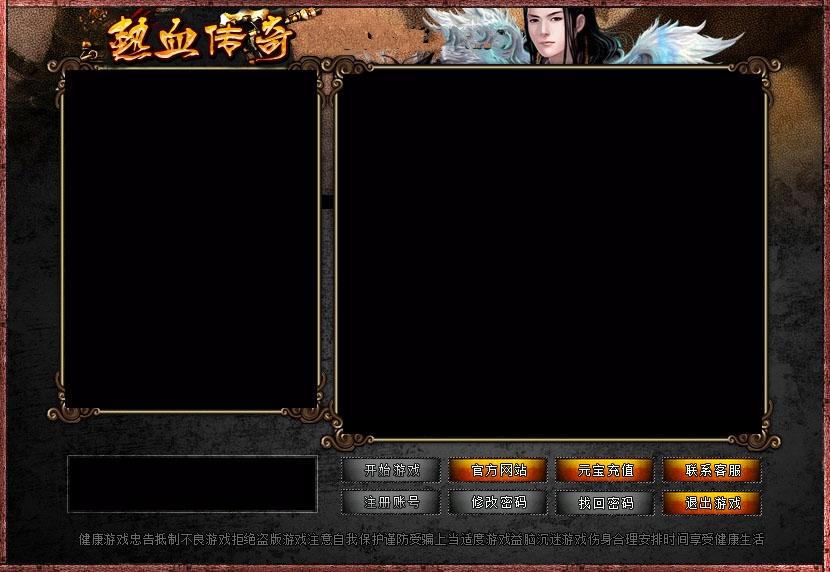 熱血传奇
开始游戏 官方网站 元宝充值 联系客服
注册账号 修改密码 找回密码 退出游戏
健康游戏忠告抵制不良游戏拒绝盗版游戏注意自我保护谨防受骗上当适度游戏益脑沉迷游戏伤身合理安排时间享受健康生活